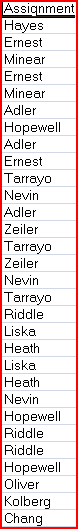 Assignment
Hayes
Ernest
Minear
Ernest
Minear
Adler
Hopewell
Adler
Ernest
Tarrayo
Nevin
Adler
Zeiler
Tarrayo
Zeiler
Nevin
Tarrayo
Riddle
Liska
Heath
Liska
Heath
Nevin
Hopewell
Riddle
Riddle
Hopewell
Oliver
Kolberg
Chang